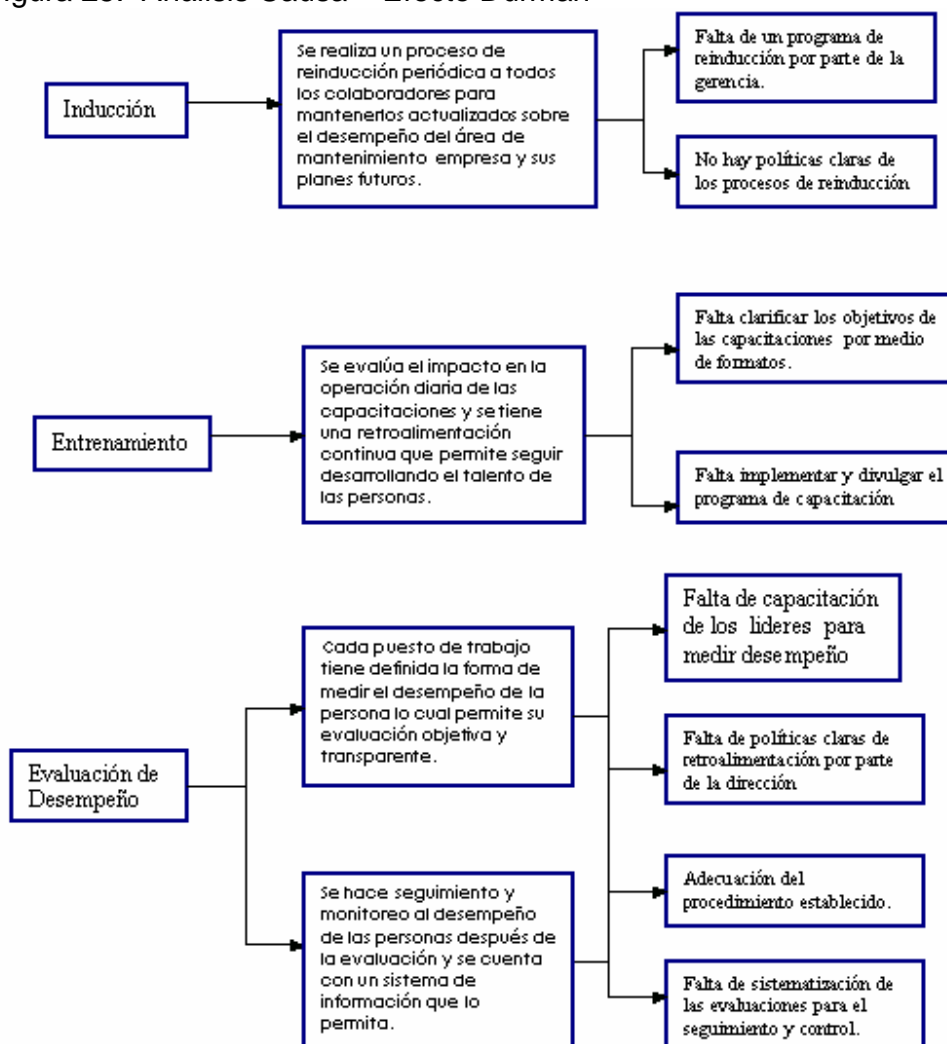 igura 25. Análisis Causa – Efecto Durman
Inducción
Se realiza un proceso de
reinducción periódica a todos
los colaboradores para
mantenerlos actualizados sobre
el desempeño del área de
mantenimiento empresa y sus
planes futuros.
Falta de un programa de
reinducción por parte de la
gerencia.
No hay políticas claras de
los procesos de reinducción
Entrenamiento
Se evalúa el impacto en la
operación diaria de las
capacitaciones y se tiene
una retroalimentación
continua que permite seguir
desarrollando el talento de
las personas.
Falta clarificar los objetivos de
las capacitaciones por medio
de formatos.
Falta implementar y divulgar el
programa de capacitación
Evaluación de
Desempeño
Cada puesto de trabajo
tiene definida la forma de
medir el desempeño de la
persona lo cual permite su
evaluación objetiva y
transparente.
Se hace seguimiento y
monitoreo al desempeño
de las personas después de
la evaluación y se cuenta
con un sistema de
información que lo
permita.
Falta de capacitación
de los lideres para
medir desempeño
Falta de políticas claras de
retroalimentación por parte
de la dirección
Adecuación del
procedimiento establecido.
Falta de sistematización de
las evaluaciones para el
seguimiento y control.